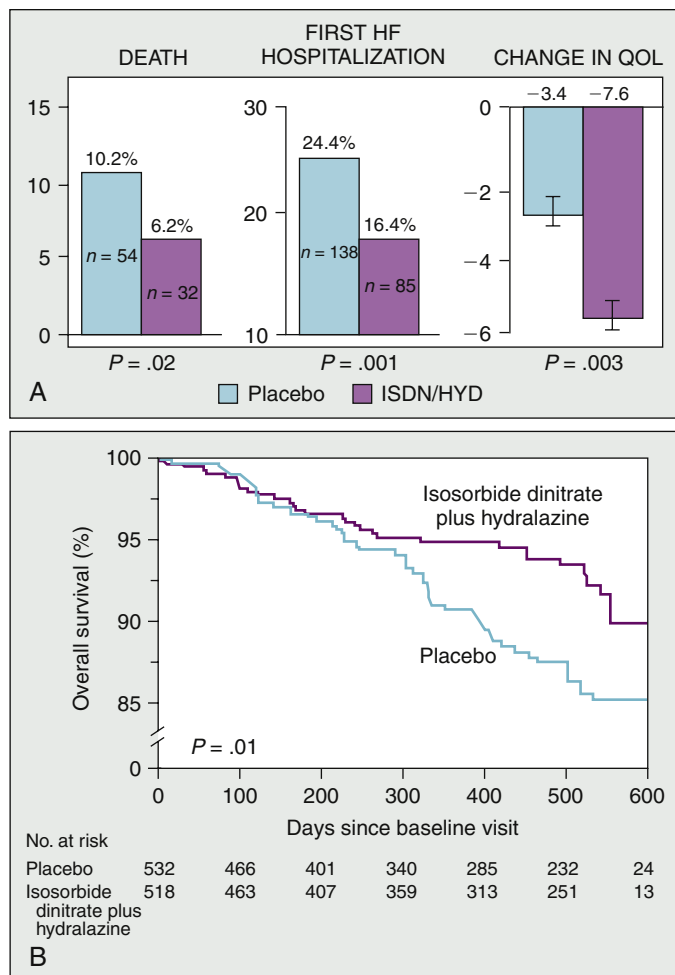 DEATH
FIRST HF
HOSPITALIZATION
CHANGE IN QOL
15
10
5
0
10.2%
6.2%
n = 54
n = 32
P = .02
30
20
10
24.4%
16.4%
n = 138
n = 85
P = .001
0
−2
−4
−6
−3.4
−7.6
P = .003
A
Placebo
ISDN/HYD
Overall survival (%)
100
95
90
85
0
Isosorbide dinitrate
plus hydralazine
Placebo
P = .01
0 100 200 300 400 500 600
Days since baseline visit
No. at risk
Placebo 532 466 401 340 285 232 24
Isosorbide 518 463 407 359 313 251 13
dinitrate plus
hydralazine
B